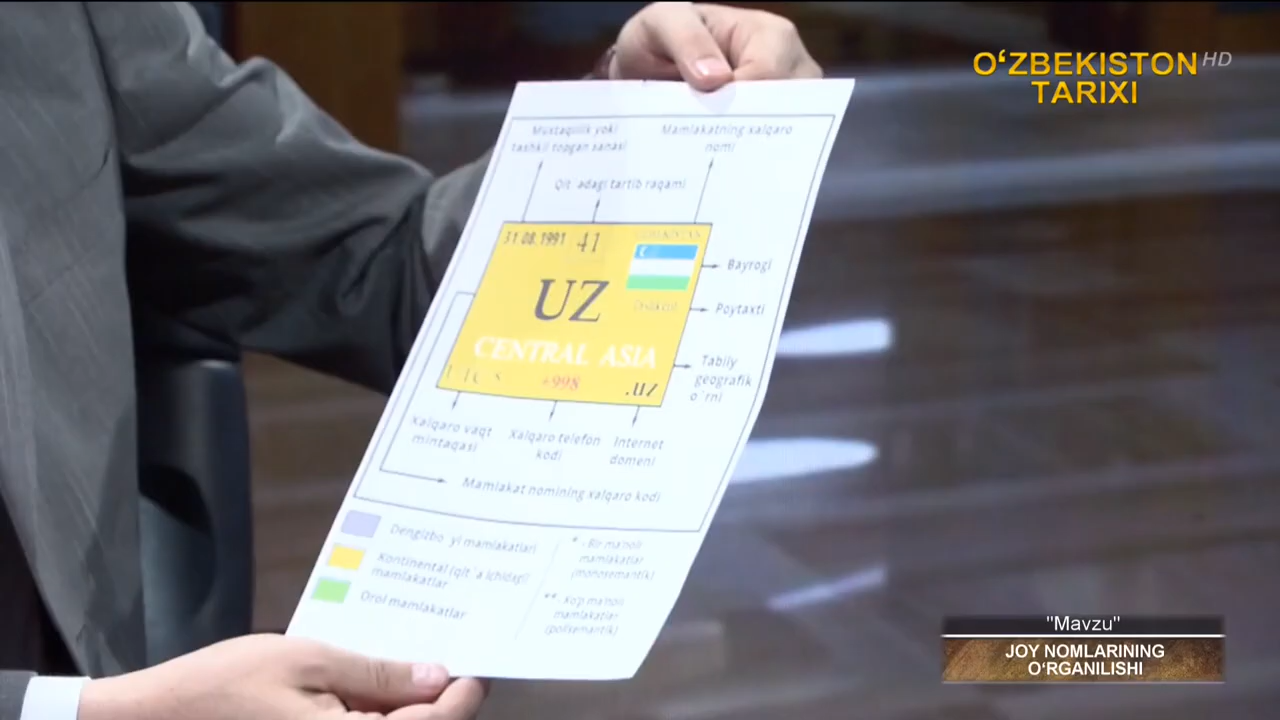 O‘ZBEKISTON HD
TARIXI
Mustaqillik yoki
tashkil topgan sanasi
Mamlakatning xalqaro
nomi
Qit`adagi tartib raqami
31.08.1991 41
UZ
CENTRAL ASIA
+998 .uz
Bayrogi
Poytaxti
Tabiiy
geografik
o`rni
Xalqaro vaqt
mintaqasi
Xalqaro telefon
kodi
Internet
domeni
Mamlakat nomining xalqaro kodi
Dengizbo`yi mamlakatlari
Kontinental (qit`a ichidagi)
mamlakatlar
Orol mamlakatlar
* - Bir ma'noli
mamlakatlar
(monosemantik)
** - Ko'p ma'noli
mamlakatlar
(polisemantik)
"Mavzu"
JOY NOMLARINING
O‘RGANILISHI